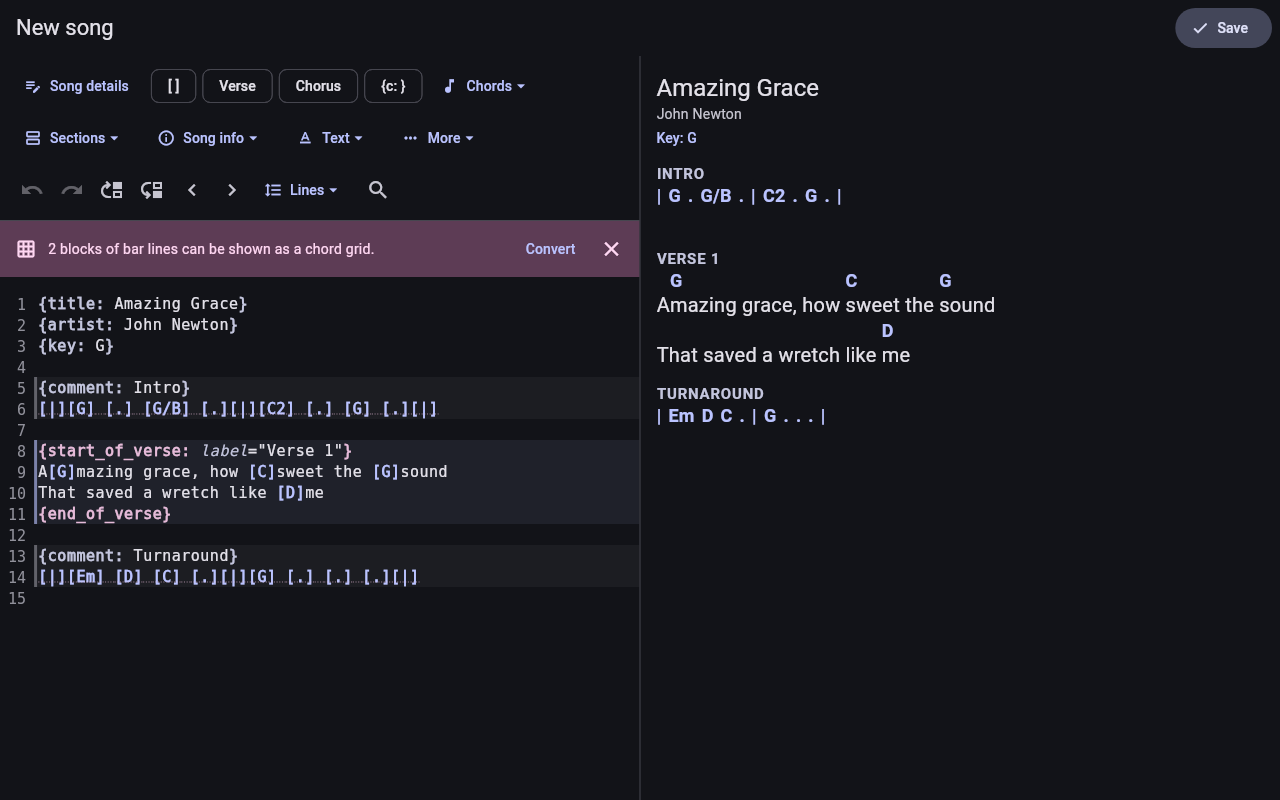 New song
Save
Song details
[ ]
Verse
Chorus
{c: }
Chords
Sections
Song info
Text
More
Lines
2 blocks of bar lines can be shown as a chord grid.
Convert
1 {title: Amazing Grace}
2 {artist: John Newton}
3 {key: G}
4
5 {comment: Intro}
6 [|][G] [.] [G/B] [.][|][C2] [.] [G] [.][|]
7
8 {start_of_verse: label="Verse 1"}
9 A[G]mazing grace, how [C]sweet the [G]sound
10 That saved a wretch like [D]me
11 {end_of_verse}
12
13 {comment: Turnaround}
14 [|][Em] [D] [C] [.][|][G] [.] [.] [.][|]
15
Amazing Grace
John Newton
Key: G
INTRO
| G . G/B . | C2 . G . |
VERSE 1
G C G
Amazing grace, how sweet the sound
D
That saved a wretch like me
TURNAROUND
| Em D C . | G . . . |